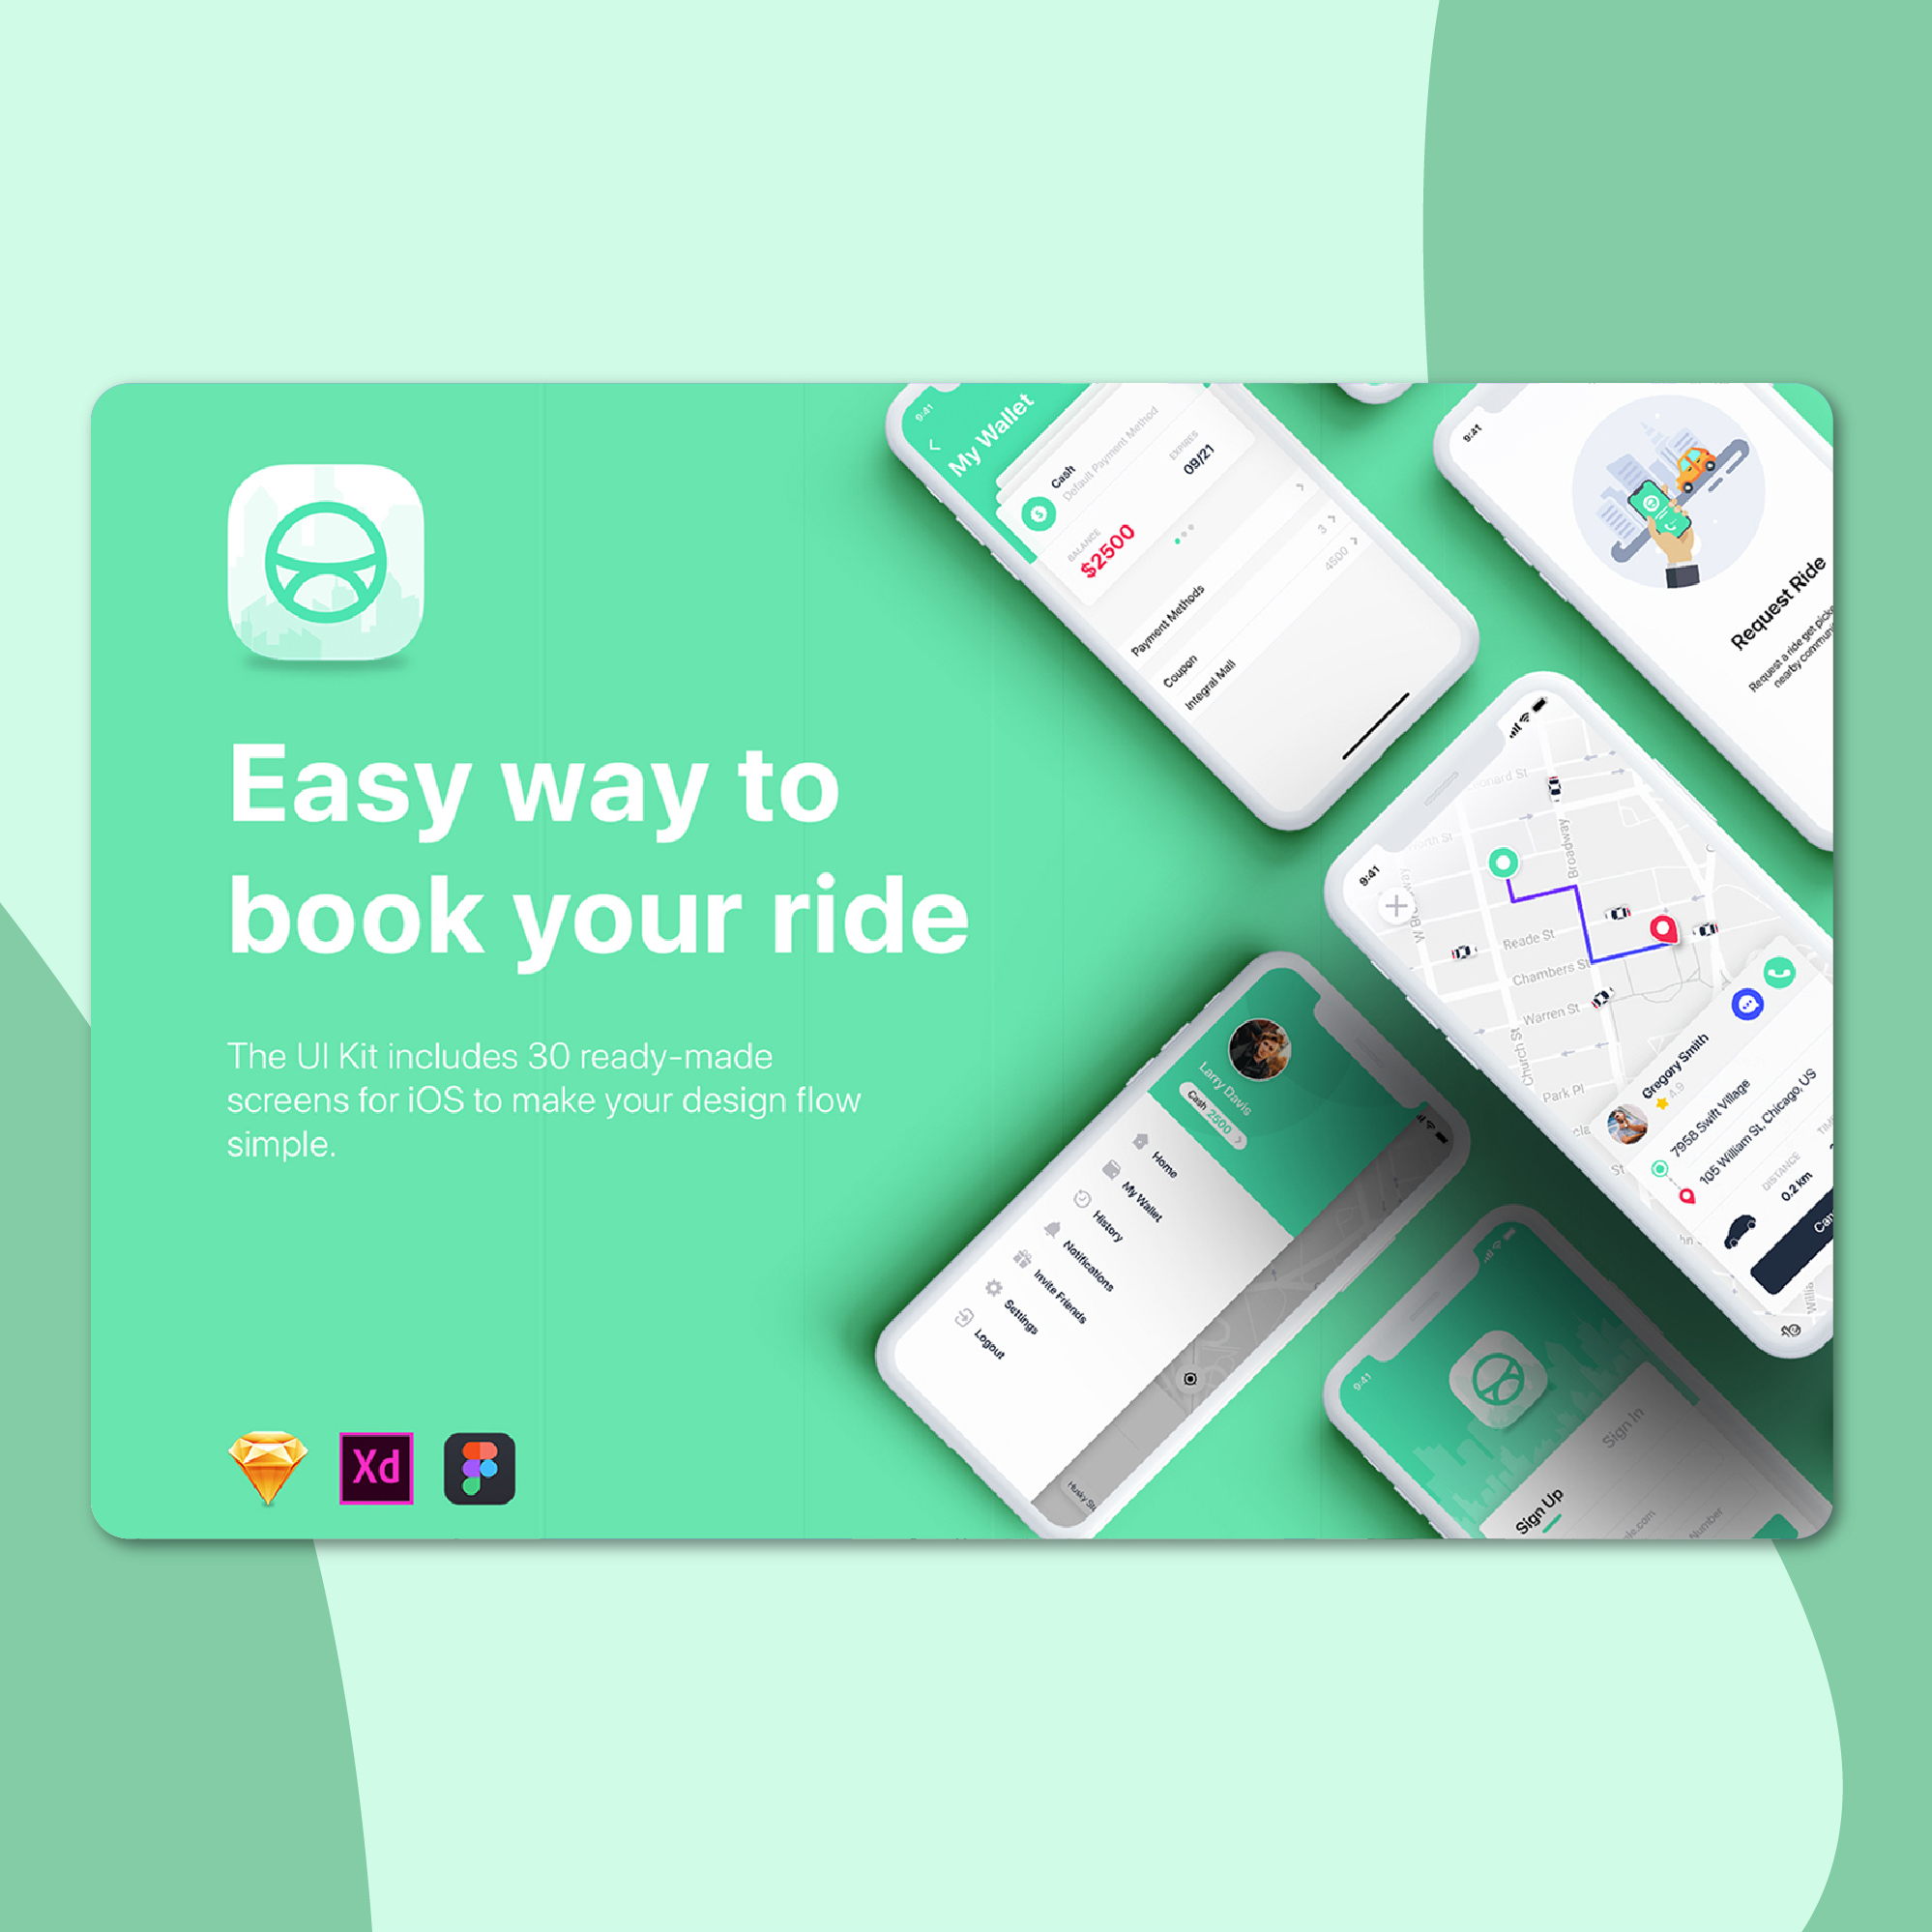 Easy way to
book your ride
The UI Kit includes 30 ready-made
screens for iOS to make your design flow
simple.
Xd
9:41
My Wallet
Cash
Default Payment Method
BALANCE
$2500
EXPIRES
09/21
Payment Methods
Coupon
3
Integral Mall
4500
9:41
Request Ride
Request a ride get picke
nearby commun
9:41
Broadway
Reade St
Chambers St
Warren St
Church St
Park Pl
Gregory Smith
4.9
7958 Swift Village
105 William St, Chicago, US
DISTANCE
0.2 km
Larry Davis
Cash 2500
Home
My Wallet
History
Notifications
Invite Friends
Settings
Logout
Husky St
9:41
Sign Up
Sign In
Number